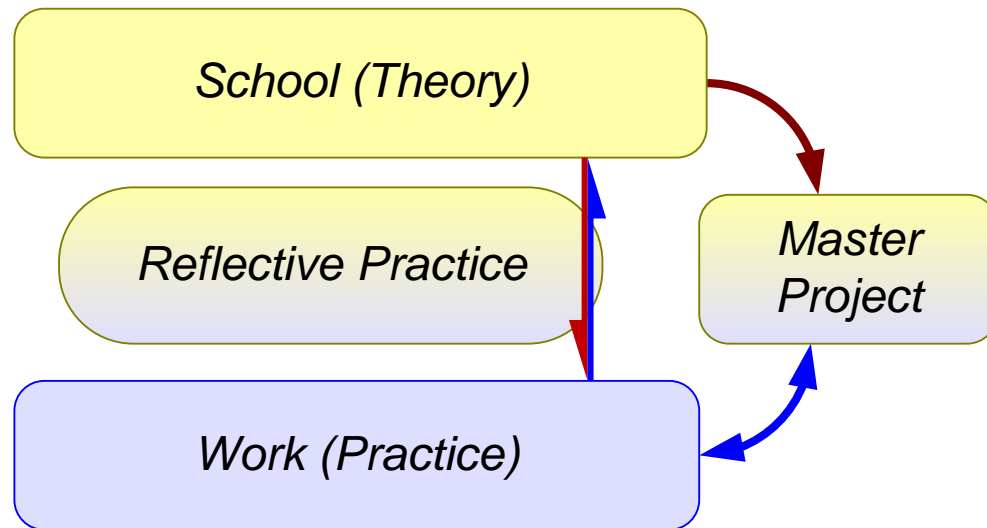 School (Theory)
Reflective Practice
Master
Project
Work (Practice)